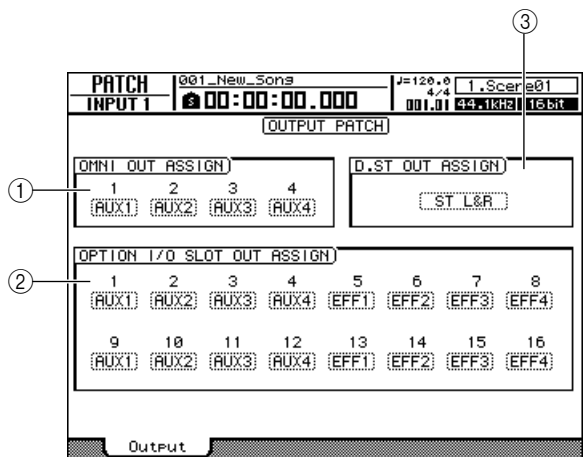 ③
PATCH
INPUT 1
001_New_Song
S 00:00:00.000
♩=120.0
4/4
001.01
1.Scene01
44.1kHz 16bit
OUTPUT PATCH
OMNI OUT ASSIGN
D.ST OUT ASSIGN
①
1 2 3 4
AUX1 AUX2 AUX3 AUX4
ST L&R
OPTION I/O SLOT OUT ASSIGN
②
1 2 3 4 5 6 7 8
AUX1 AUX2 AUX3 AUX4 EFF1 EFF2 EFF3 EFF4
9 10 11 12 13 14 15 16
AUX1 AUX2 AUX3 AUX4 EFF1 EFF2 EFF3 EFF4
Output